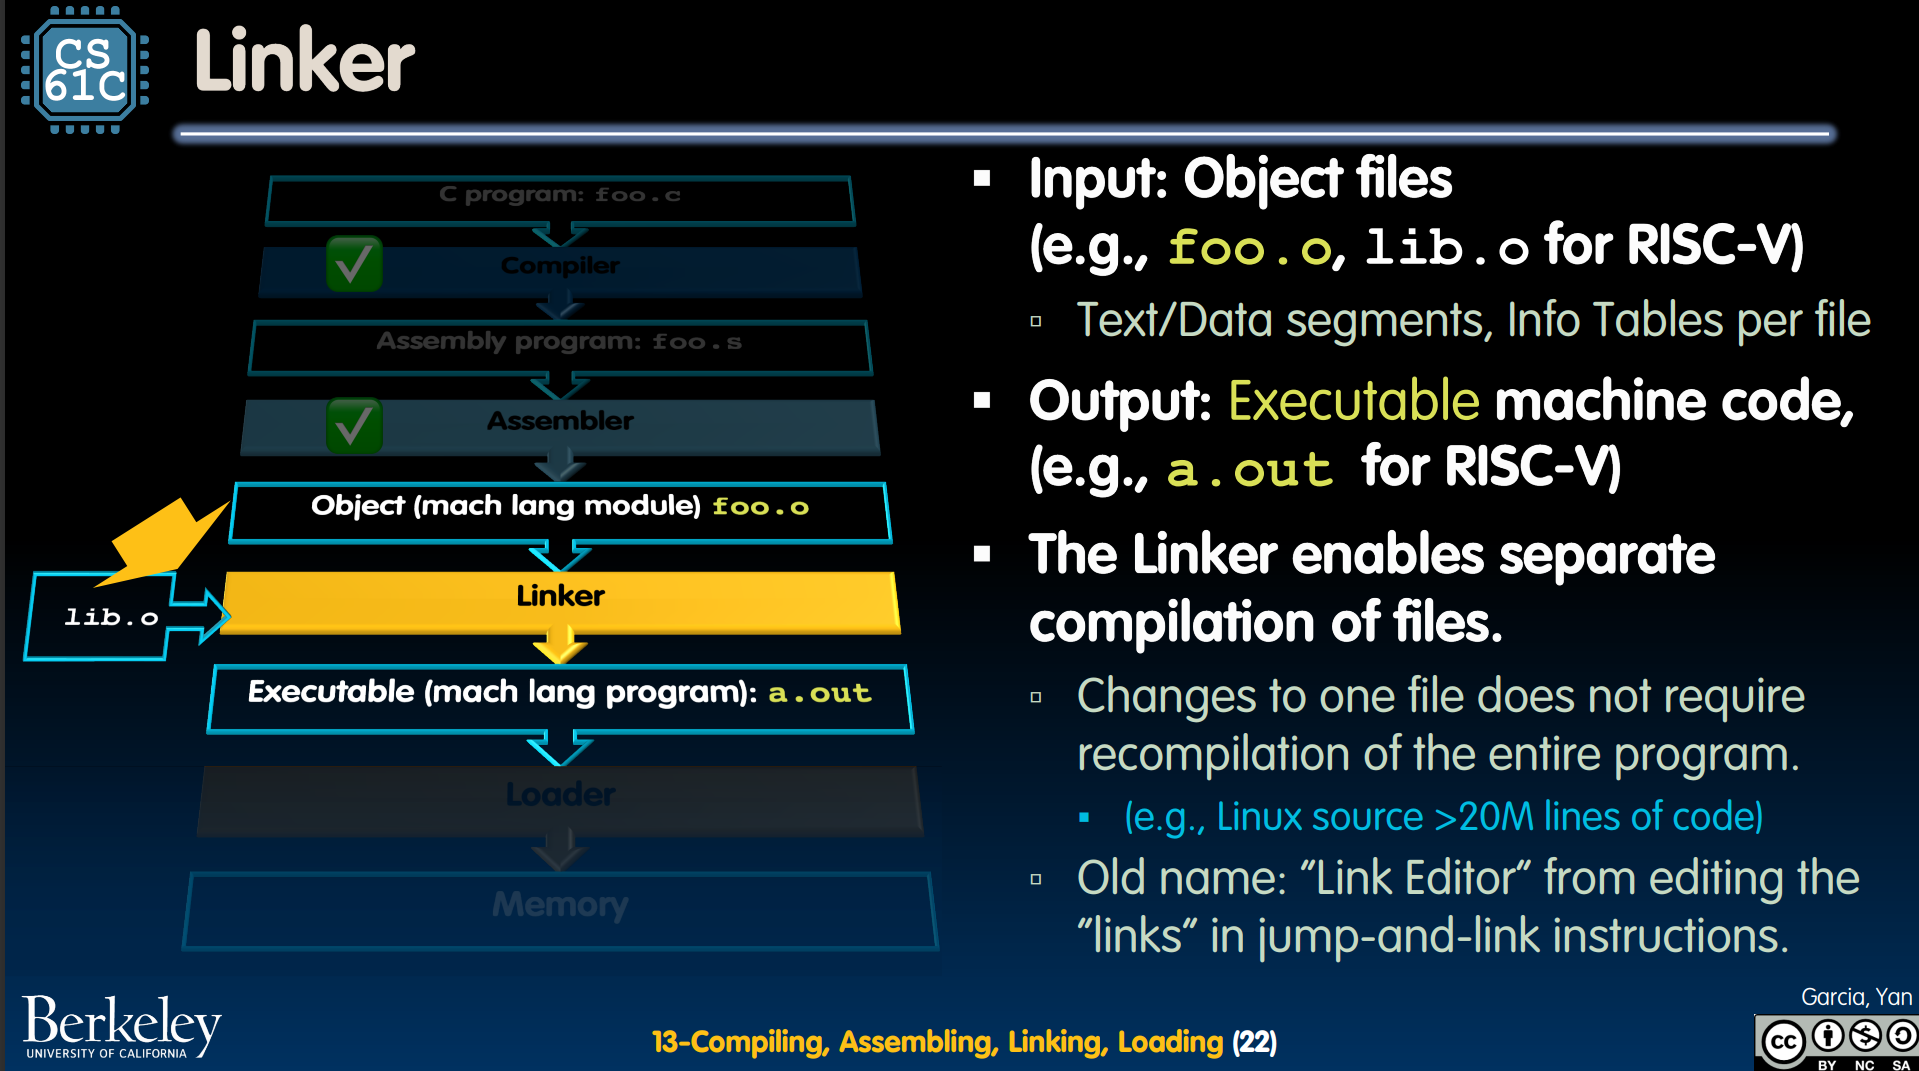 CS
61C
Linker
C program: foo.c
Compiler
Assembly program: foo.s
Assembler
Object (mach lang module) foo.o
lib.o
Linker
Executable (mach lang program): a.out
Loader
Memory
▪ Input: Object files
(e.g., foo.o, lib.o for RISC-V)
▫ Text/Data segments, Info Tables per file
▪ Output: Executable machine code,
(e.g., a.out for RISC-V)
▪ The Linker enables separate
compilation of files.
▫ Changes to one file does not require
recompilation of the entire program.
▪ (e.g., Linux source >20M lines of code)
▫ Old name: “Link Editor” from editing the
“links” in jump-and-link instructions.
Berkeley
UNIVERSITY OF CALIFORNIA
13-Compiling, Assembling, Linking, Loading (22)
Garcia, Yan
cc
BY NC SA